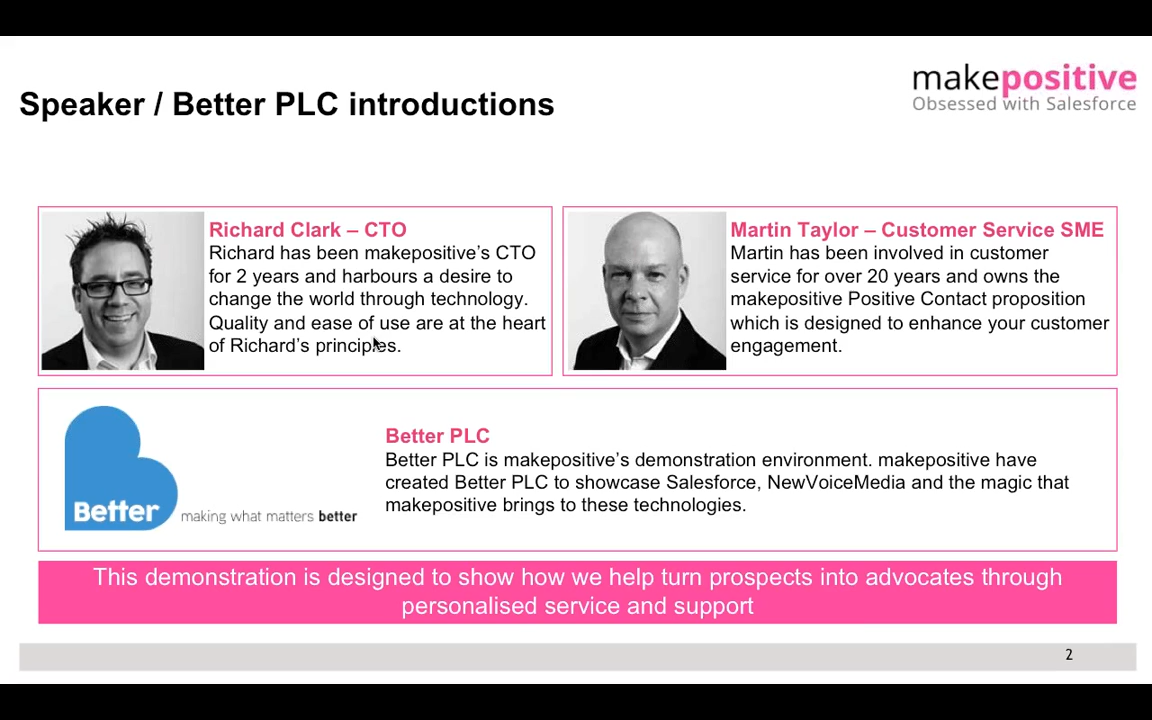 makepositive
Obsessed with Salesforce
Speaker / Better PLC introductions
Richard Clark – CTO
Richard has been makepositive’s CTO
for 2 years and harbours a desire to
change the world through technology.
Quality and ease of use are at the heart
of Richard’s principles.
Martin Taylor – Customer Service SME
Martin has been involved in customer
service for over 20 years and owns the
makepositive Positive Contact proposition
which is designed to enhance your customer
engagement.
Better
making what matters better
Better PLC
Better PLC is makepositive’s demonstration environment. makepositive have
created Better PLC to showcase Salesforce, NewVoiceMedia and the magic that
makepositive brings to these technologies.
This demonstration is designed to show how we help turn prospects into advocates through
personalised service and support
2